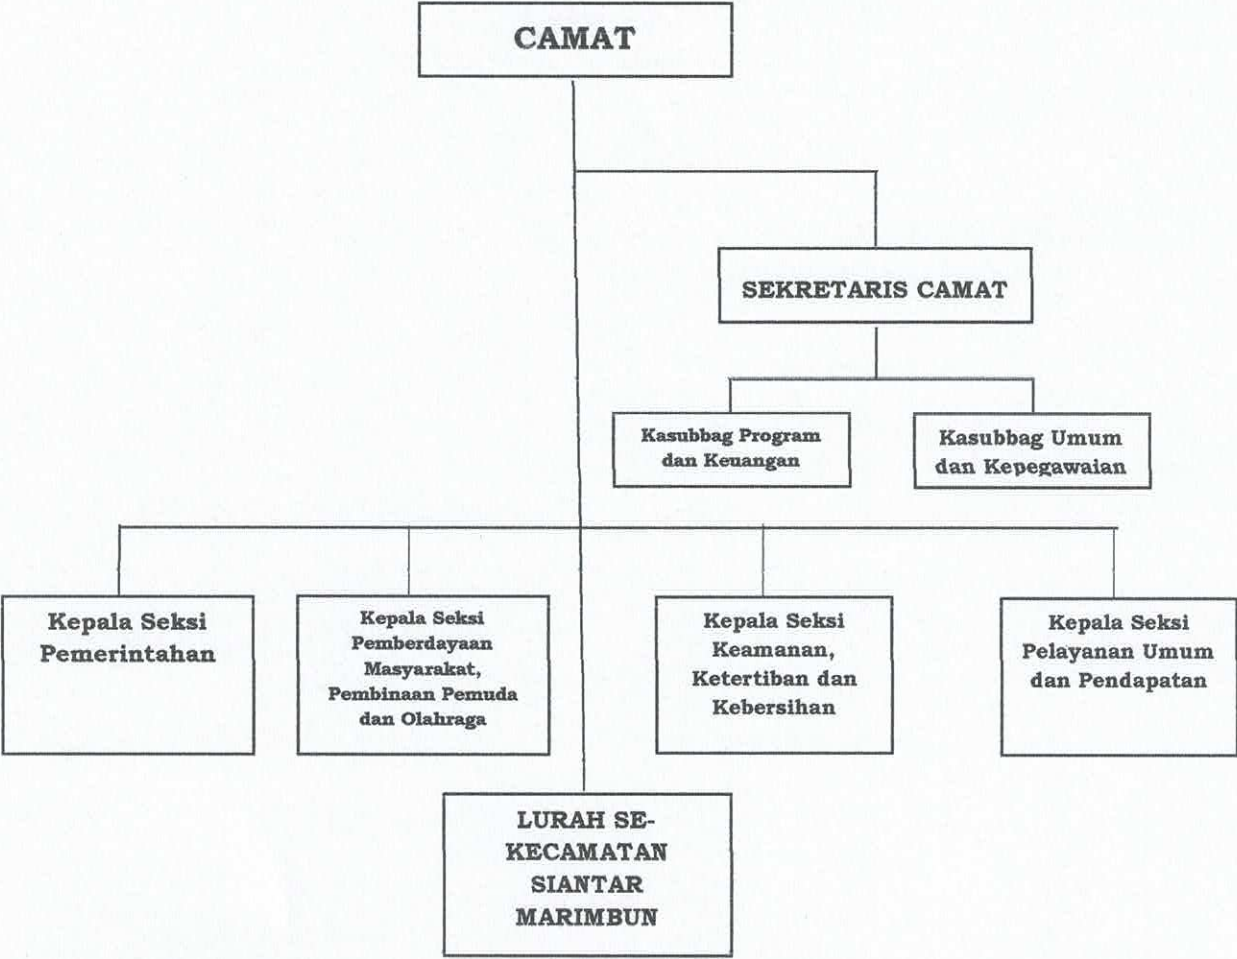 CAMAT
SEKRETARIS CAMAT
Kasubbag Program
dan Keuangan
Kasubbag Umum
dan Kepegawaian
Kepala Seksi
Pemerintahan
Kepala Seksi
Pemberdayaan
Masyarakat,
Pembinaan Pemuda
dan Olahraga
Kepala Seksi
Keamanan,
Ketertiban dan
Kebersihan
Kepala Seksi
Pelayanan Umum
dan Pendapatan
LURAH SE-
KECAMATAN
SIANTAR
MARIMBUN